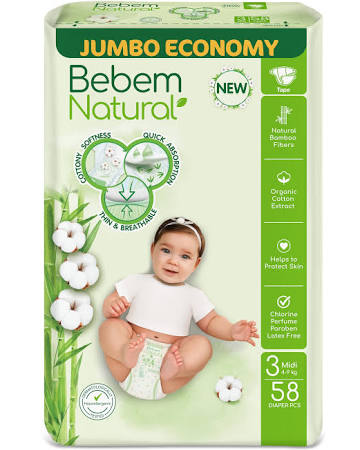 JUMBO ECONOMY
Bebem
Natural
NEW
Tape
COTTONY SOFTNESS
QUICK ABSORPTION
THIN & BREATHABLE
Natural
Bamboo
Fibers
Organic
Cotton
Extract
Helps to
Protect Skin
Chlorine
Perfume
Paraben
Latex Free
3 Midi
4-9 kg
58
DIAPER PCS
Hypoallergenic